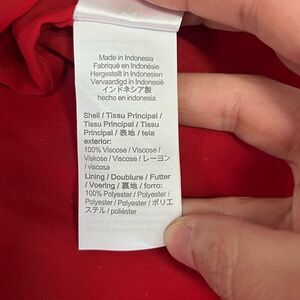 Made in Indonesia
Fabriqué en Indonésie
Hergestellt in Indonesien
Vervaardigd in Indonesië
インドネシア製
hecho en indonesia
Shell / Tissu Principal /
Tissu Principal / Tissu
Principal / 表地 / tela
exterior:
100% Viscose / Viscose /
Viskose / Viscose / レーヨン
/ viscosa
Lining / Doublure / Futter
/ Voering / 裏地 / forro:
100% Polyester / Polyester /
Polyester / Polyester / ポリエ
ステル / poliéster